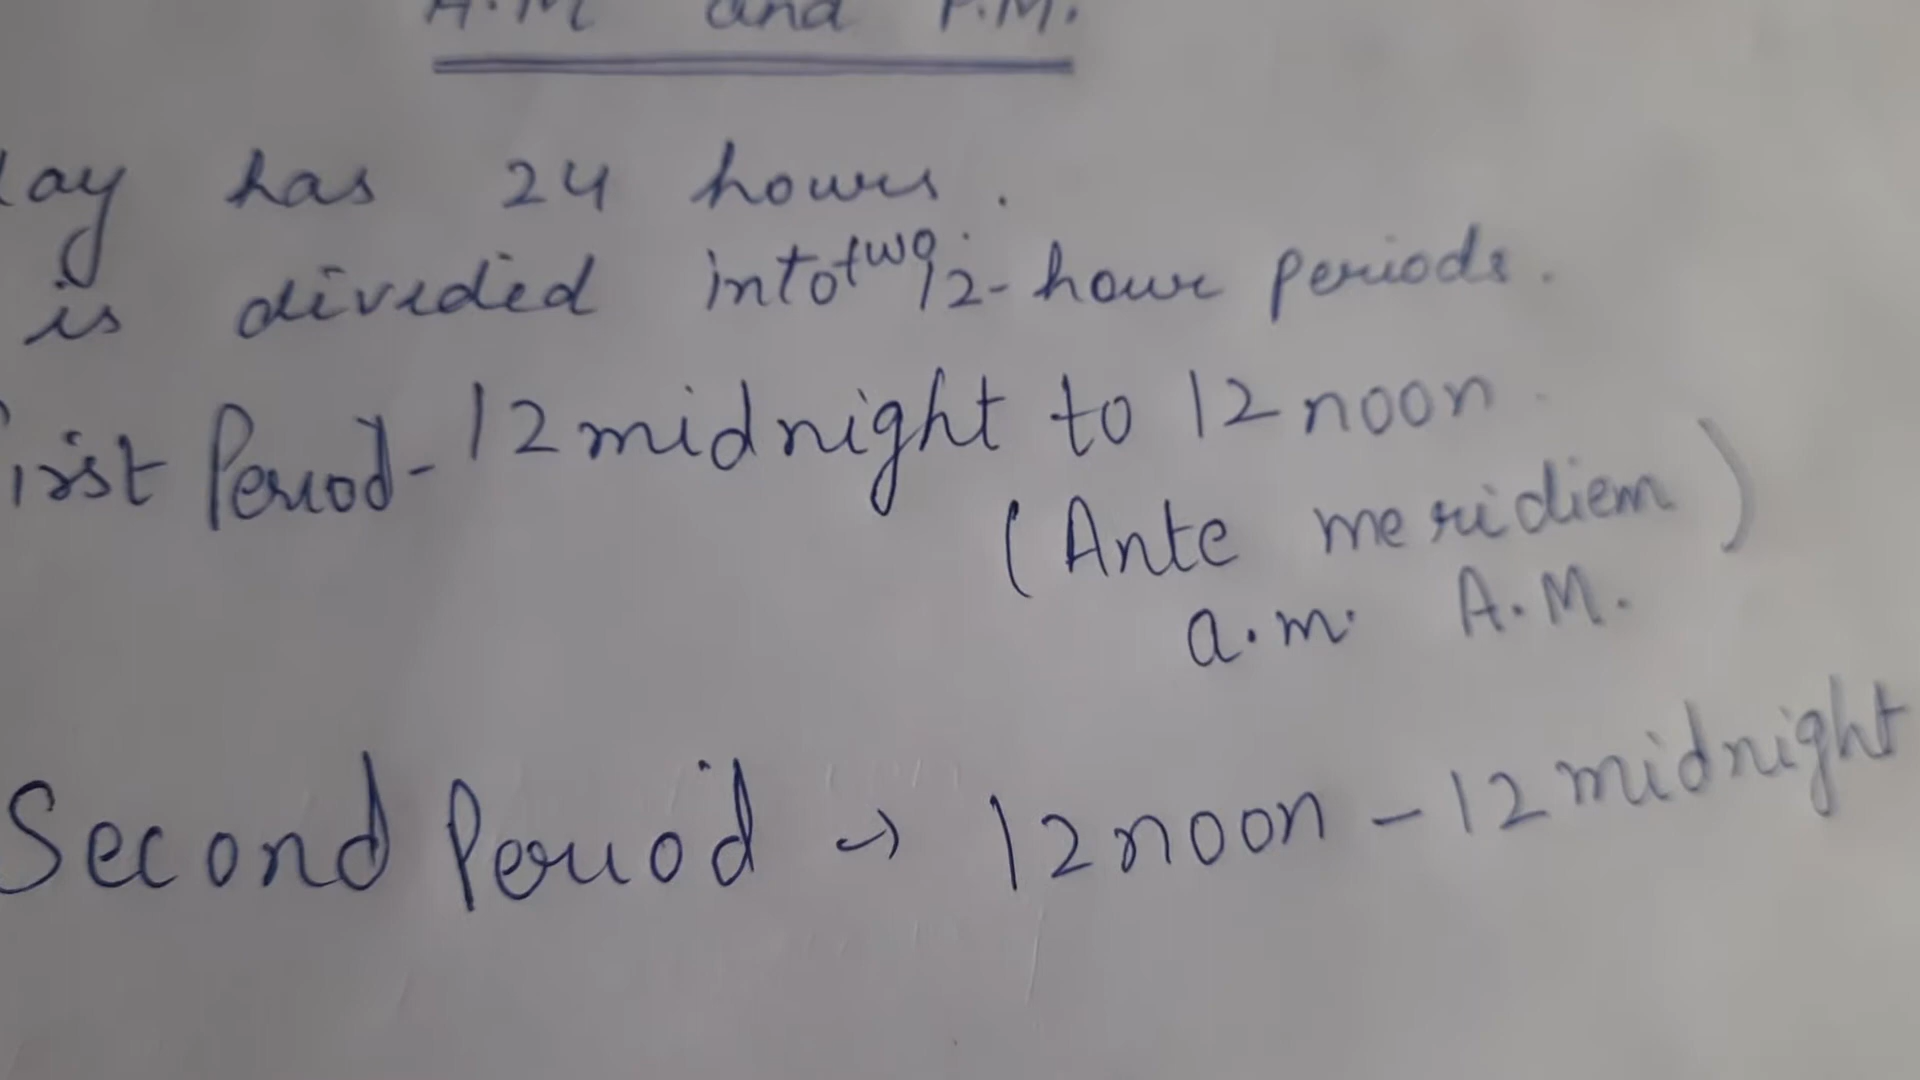 A.M and P.M.
day has 24 hours.
is divided into two 12-hour periods.
First Period - 12 midnight to 12 noon.
(Ante meridiem)
a.m. A.M.
Second Period → 12 noon - 12 midnight